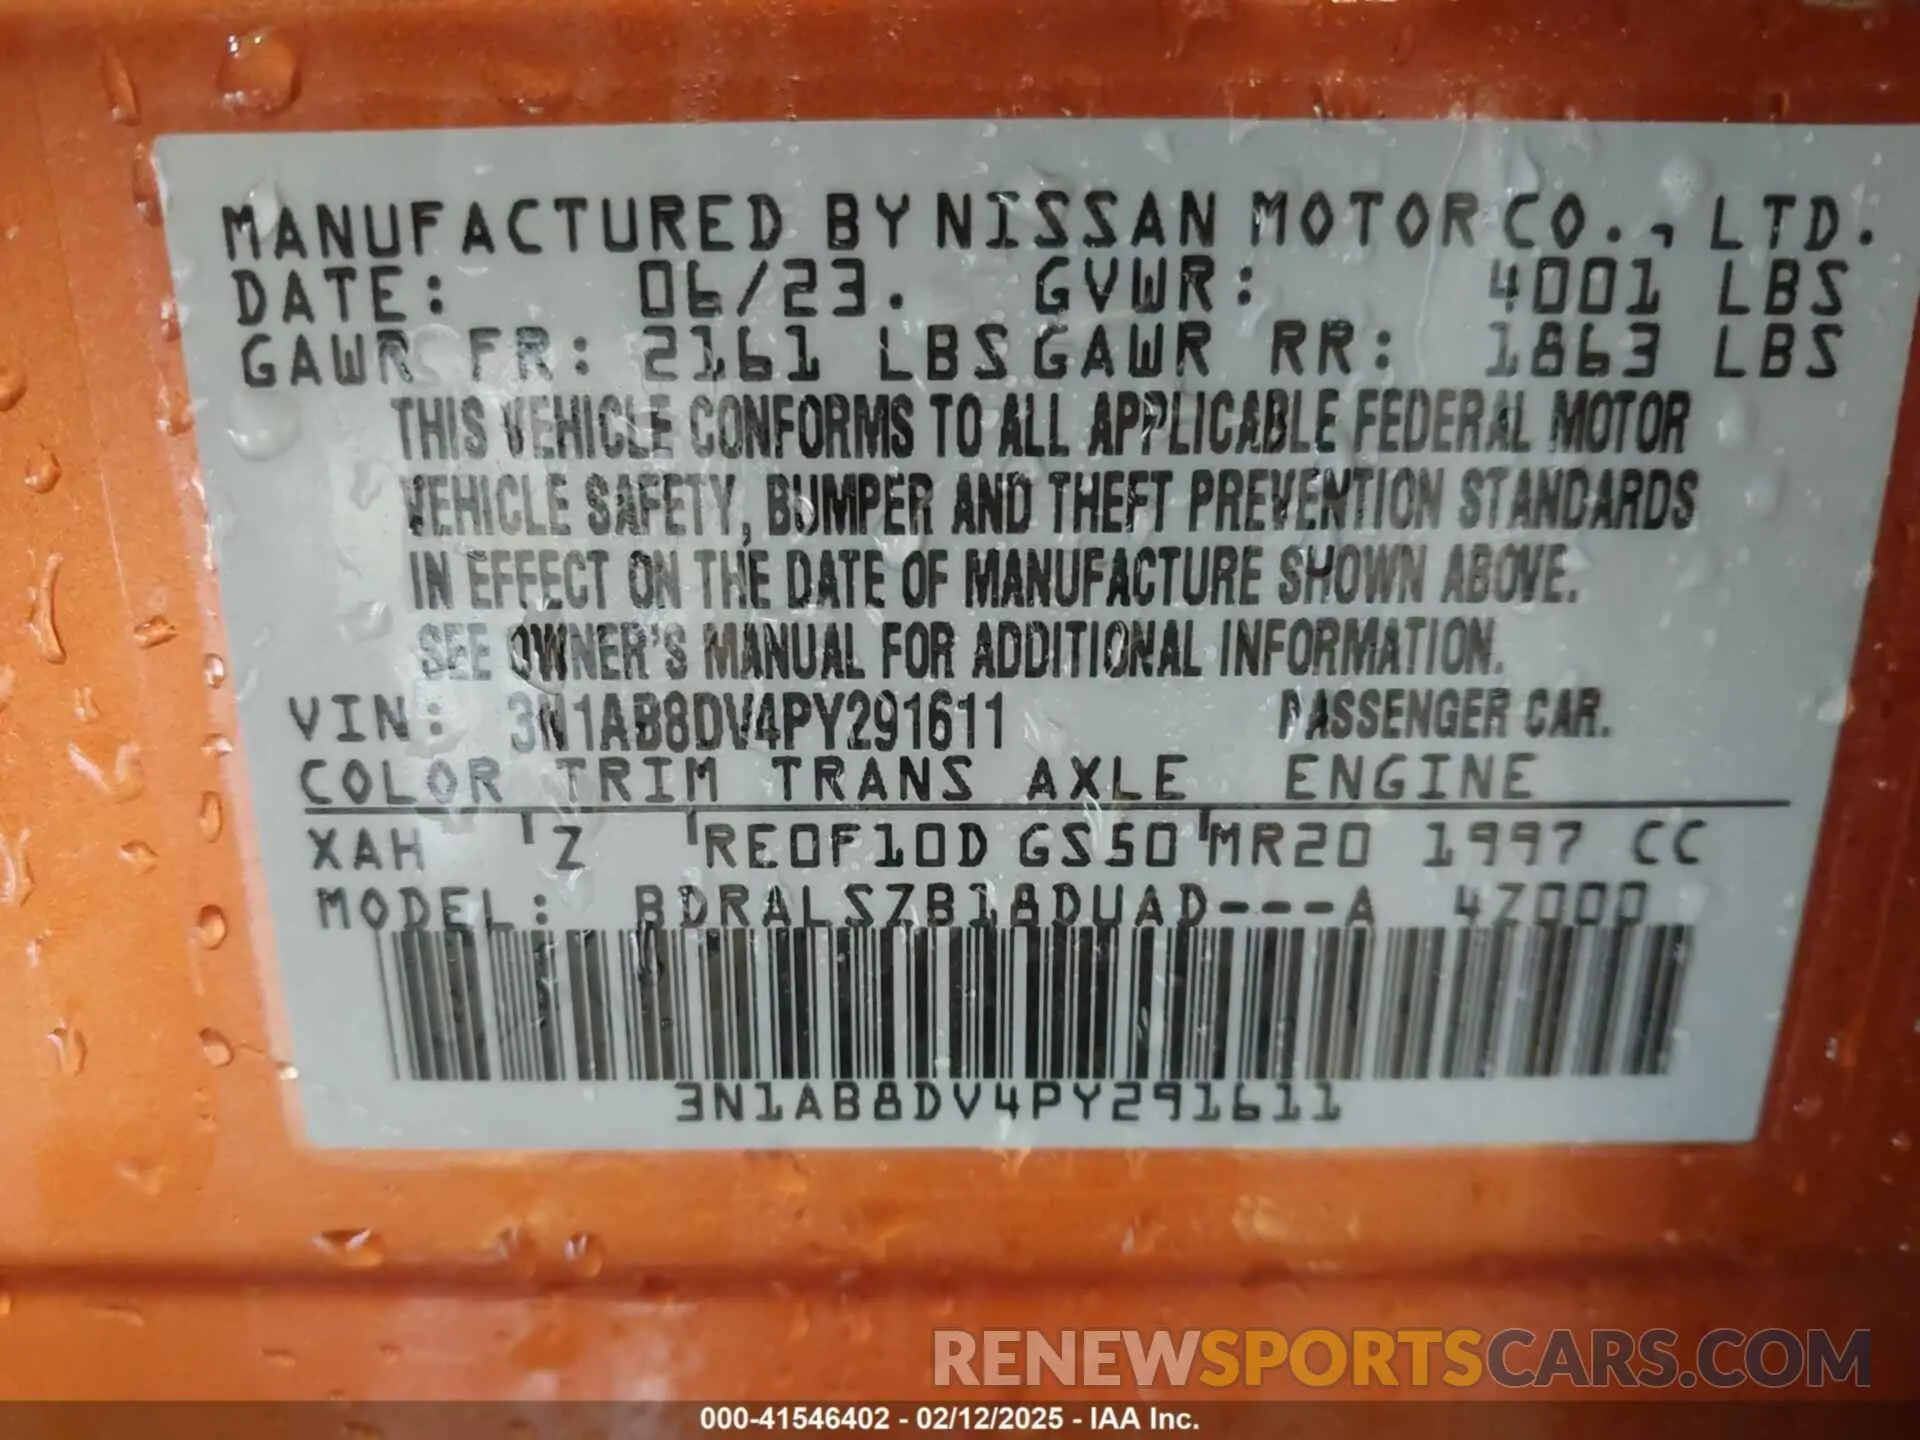 MANUFACTURED BY NISSAN MOTOR CO., LTD.
DATE: 06/23. GVWR: 4001 LBS
GAWR FR: 2161 LBS GAWR RR: 1863 LBS
THIS VEHICLE CONFORMS TO ALL APPLICABLE FEDERAL MOTOR
VEHICLE SAFETY, BUMPER AND THEFT PREVENTION STANDARDS
IN EFFECT ON THE DATE OF MANUFACTURE SHOWN ABOVE.
SEE OWNER'S MANUAL FOR ADDITIONAL INFORMATION.
VIN: 3N1AB8DV4PY291611 PASSENGER CAR.
COLOR TRIM TRANS AXLE ENGINE
XAH Z RE0F10D GS50 MR20 1997 CC
MODEL: BDRALSZB18DUAD---A 4Z000
3N1AB8DV4PY291611
RENEWSPORTSCARS.COM
000-41546402 - 02/12/2025 - IAA Inc.